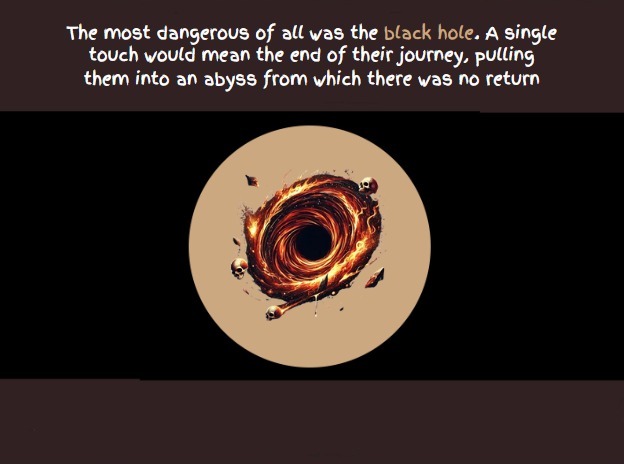 The most dangerous of all was the black hole. A single
touch would mean the end of their journey, pulling
them into an abyss from which there was no return